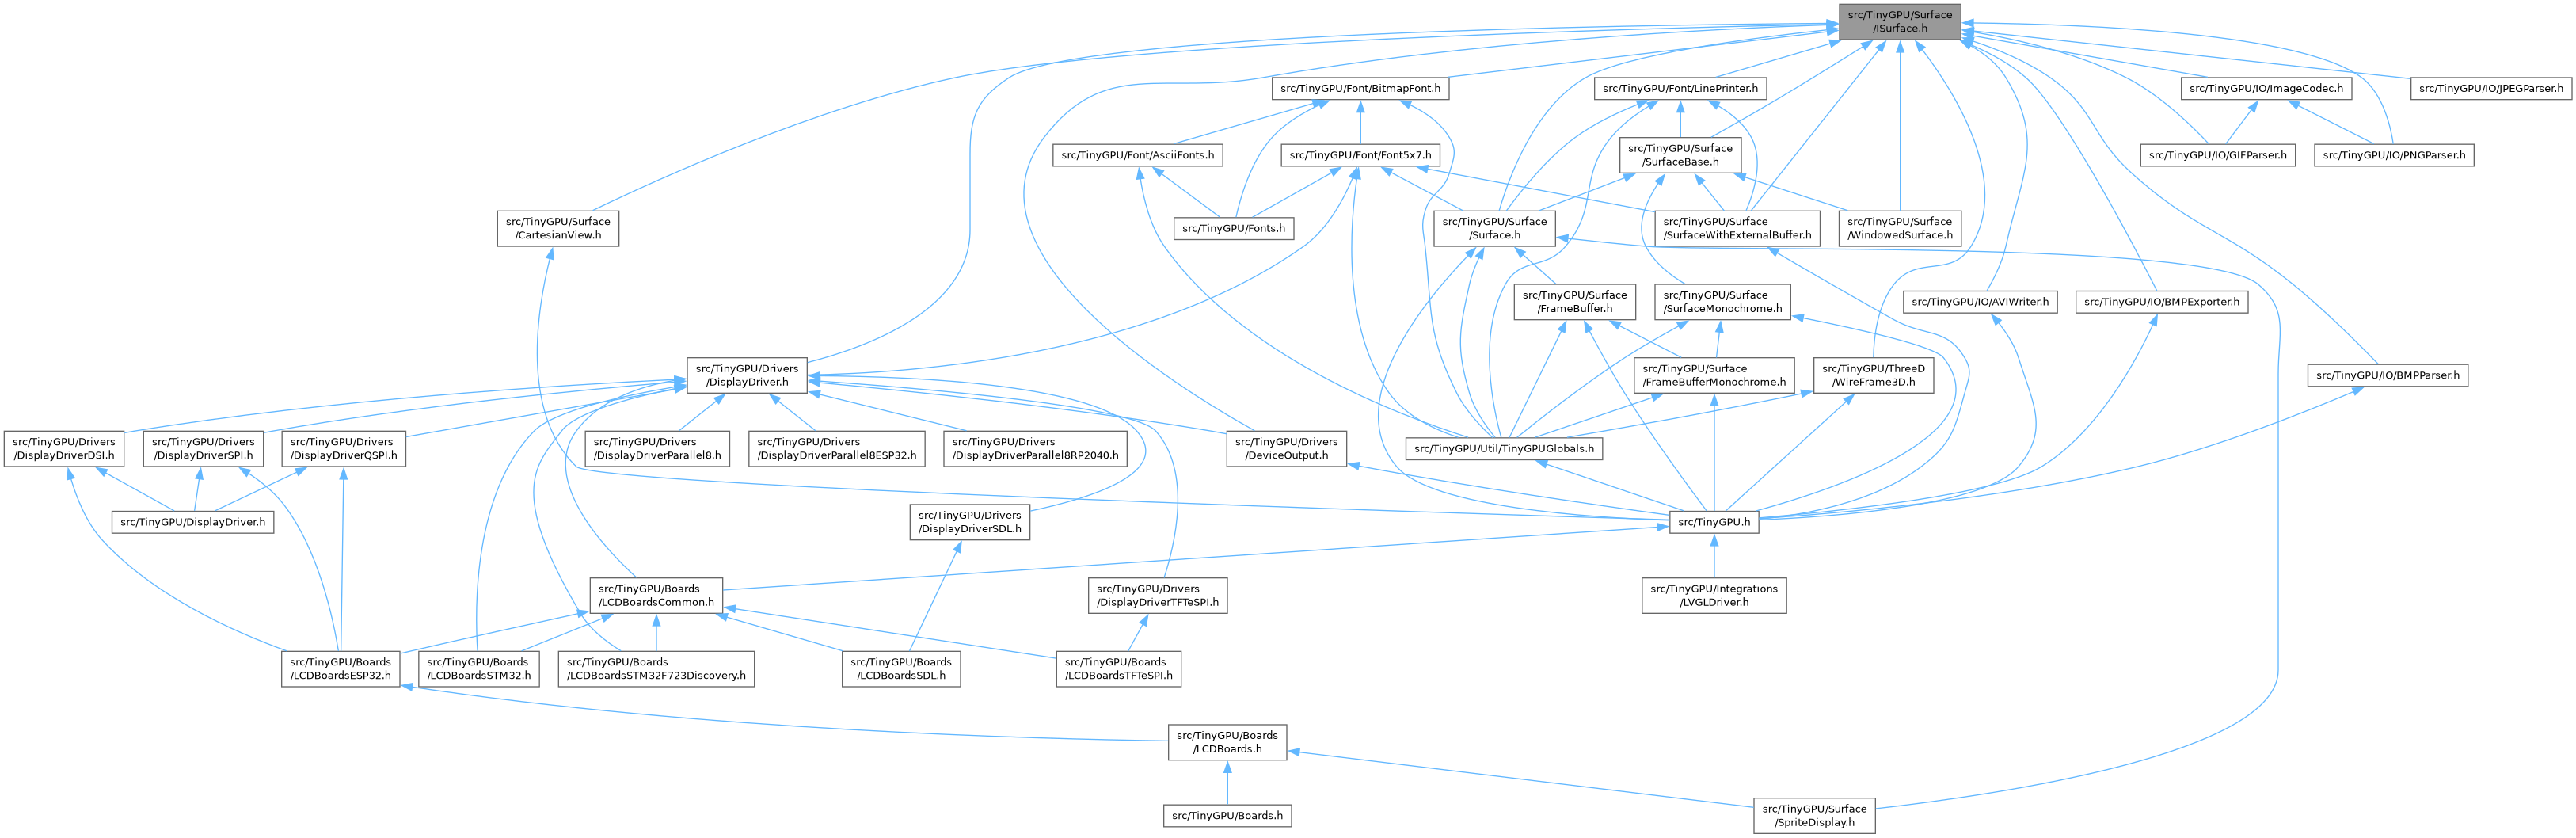 src/TinyGPU/Surface
/ISurface.h
src/TinyGPU/Font/BitmapFont.h
src/TinyGPU/Font/LinePrinter.h
src/TinyGPU/IO/ImageCodec.h
src/TinyGPU/IO/JPEGParser.h
src/TinyGPU/Font/AsciiFonts.h
src/TinyGPU/Font/Font5x7.h
src/TinyGPU/Surface
/SurfaceBase.h
src/TinyGPU/IO/GIFParser.h
src/TinyGPU/IO/PNGParser.h
src/TinyGPU/Surface
/CartesianView.h
src/TinyGPU/Fonts.h
src/TinyGPU/Surface
/Surface.h
src/TinyGPU/Surface
/SurfaceWithExternalBuffer.h
src/TinyGPU/Surface
/WindowedSurface.h
src/TinyGPU/Surface
/FrameBuffer.h
src/TinyGPU/Surface
/SurfaceMonochrome.h
src/TinyGPU/IO/AVIWriter.h
src/TinyGPU/IO/BMPExporter.h
src/TinyGPU/Drivers
/DisplayDriver.h
src/TinyGPU/Surface
/FrameBufferMonochrome.h
src/TinyGPU/ThreeD
/WireFrame3D.h
src/TinyGPU/IO/BMPParser.h
src/TinyGPU/Drivers
/DisplayDriverDSI.h
src/TinyGPU/Drivers
/DisplayDriverSPI.h
src/TinyGPU/Drivers
/DisplayDriverQSPI.h
src/TinyGPU/Drivers
/DisplayDriverParallel8.h
src/TinyGPU/Drivers
/DisplayDriverParallel8ESP32.h
src/TinyGPU/Drivers
/DisplayDriverParallel8RP2040.h
src/TinyGPU/Drivers
/DeviceOutput.h
src/TinyGPU/Util/TinyGPUGlobals.h
src/TinyGPU/DisplayDriver.h
src/TinyGPU/Drivers
/DisplayDriverSDL.h
src/TinyGPU.h
src/TinyGPU/Boards
/LCDBoardsCommon.h
src/TinyGPU/Drivers
/DisplayDriverTFTeSPI.h
src/TinyGPU/Integrations
/LVGLDriver.h
src/TinyGPU/Boards
/LCDBoardsESP32.h
src/TinyGPU/Boards
/LCDBoardsSTM32.h
src/TinyGPU/Boards
/LCDBoardsSTM32F723Discovery.h
src/TinyGPU/Boards
/LCDBoardsSDL.h
src/TinyGPU/Boards
/LCDBoardsTFTeSPI.h
src/TinyGPU/Boards
/LCDBoards.h
src/TinyGPU/Boards.h
src/TinyGPU/Surface
/SpriteDisplay.h